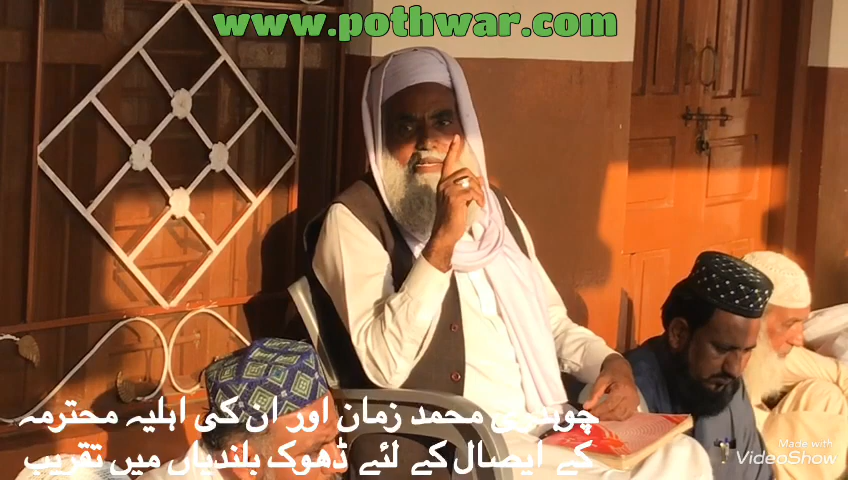 www.pothwar.com
چوہدری محمد زمان اور ان کی اہلیہ محترمہ
کے ایصال کے لئے ڈھوک بلندیاں میں تقریب
Made with
VideoShow